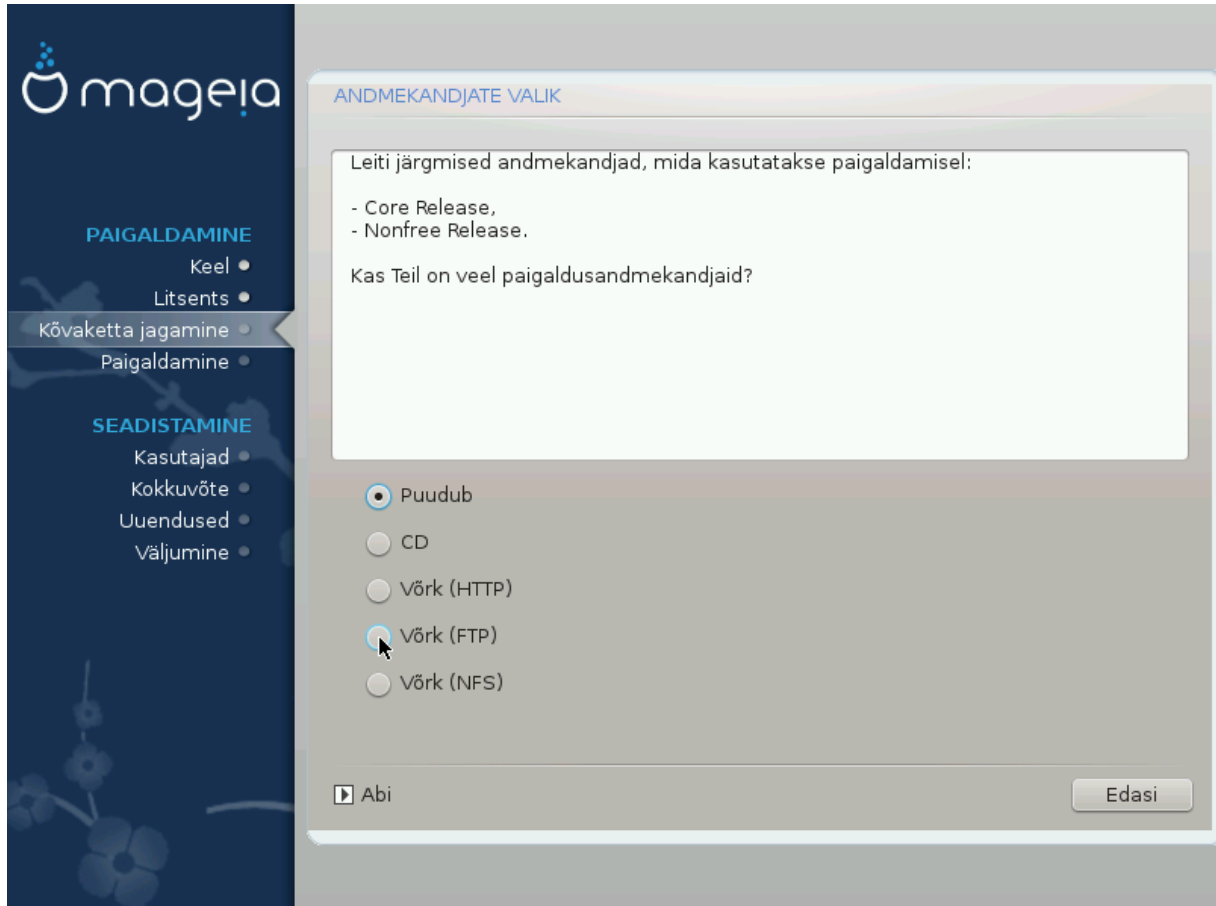 mageia
PAIGALDAMINE
Keel
Litsents
Kõvaketta jagamine
Paigaldamine
SEADISTAMINE
Kasutajad
Kokkuvõte
Uuendused
Väljumine
ANDMEKANDJATE VALIK
Leiti järgmised andmekandjad, mida kasutatakse paigaldamisel:
- Core Release,
- Nonfree Release.
Kas Teil on veel paigaldusandmekandjaid?
Puudub
CD
Võrk (HTTP)
Võrk (FTP)
Võrk (NFS)
Abi
Edasi